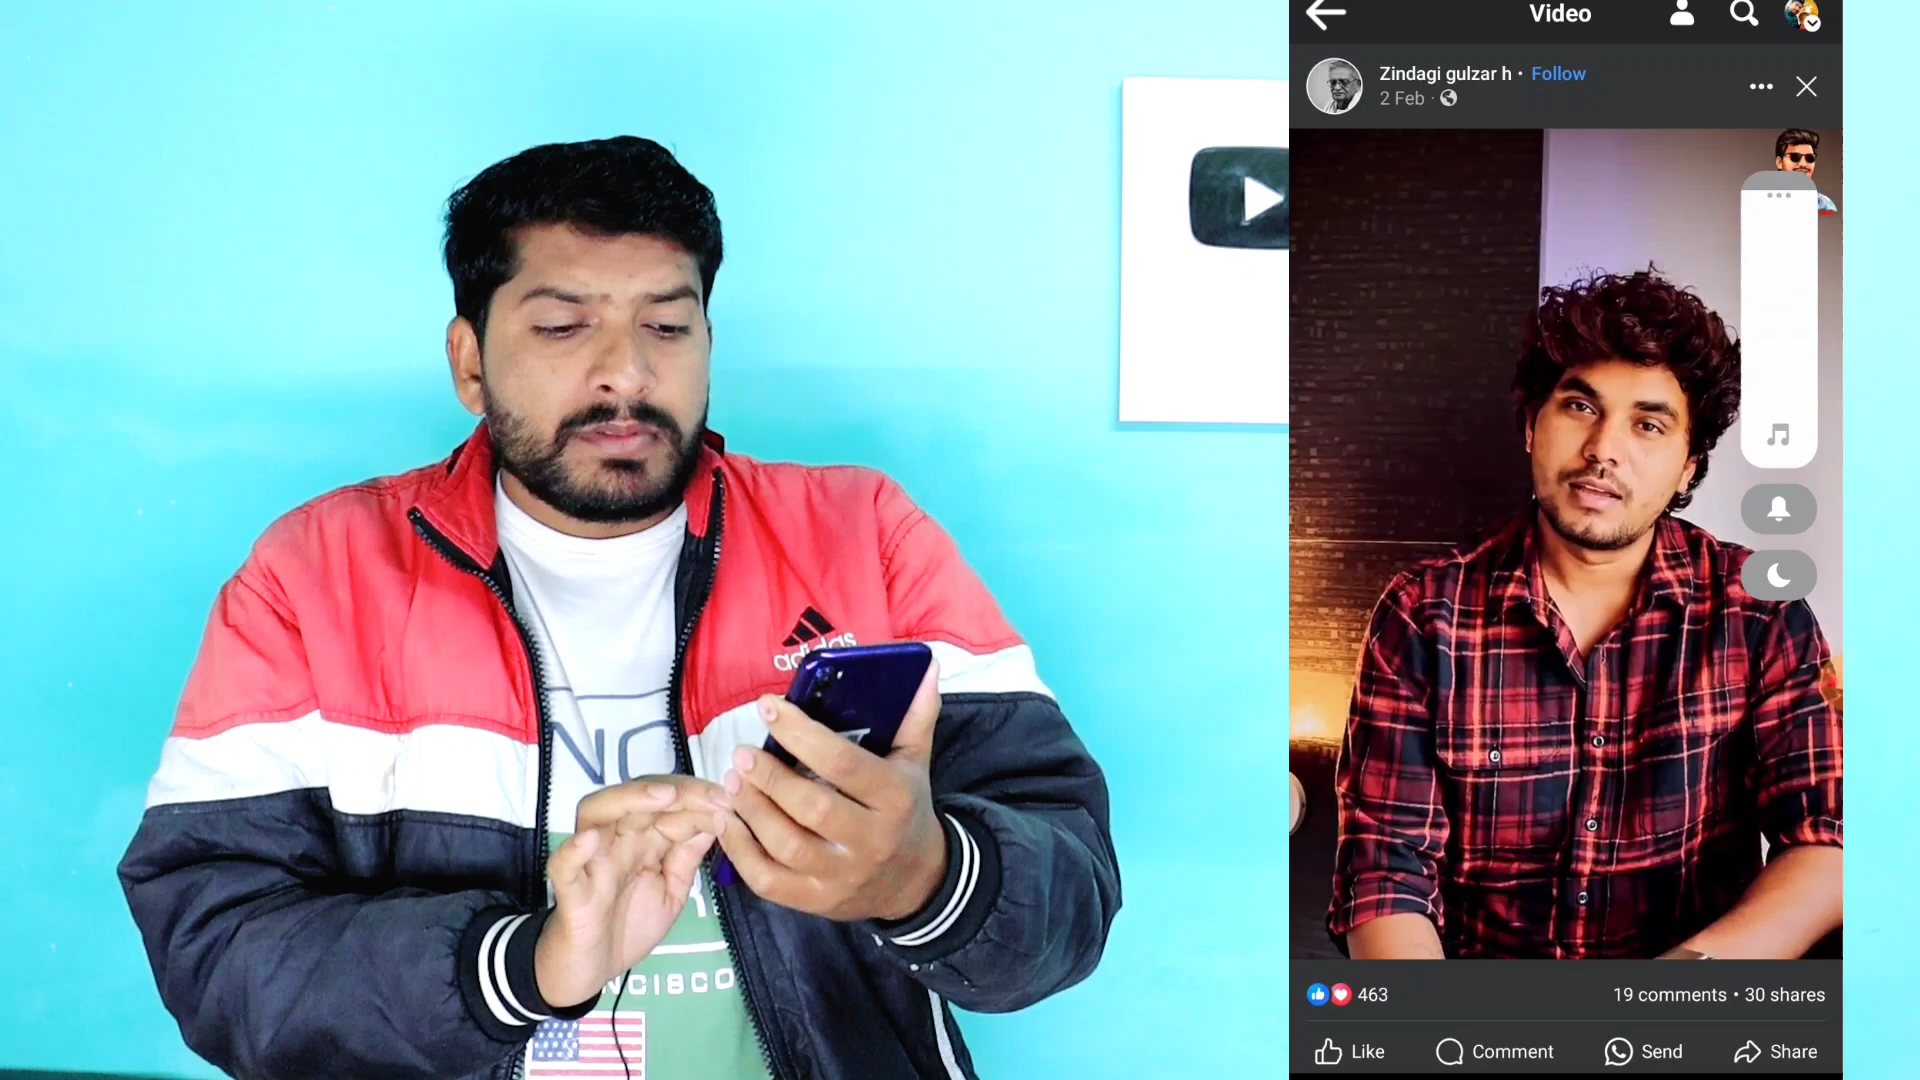 Video
Zindagi gulzar h • Follow
2 Feb ·
adidas
NCISCO
463
19 comments • 30 shares
Like
Comment
Send
Share